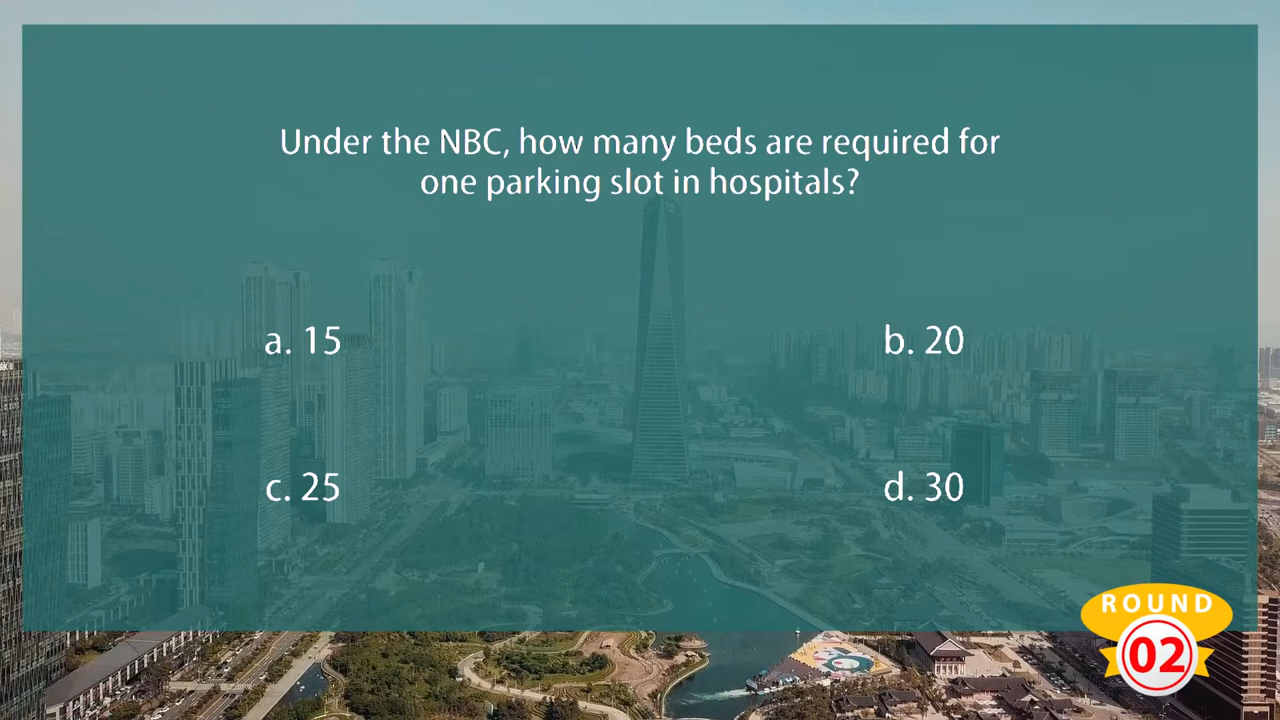 Under the NBC, how many beds are required for
one parking slot in hospitals?
a. 15
b. 20
c. 25
d. 30
ROUND
02